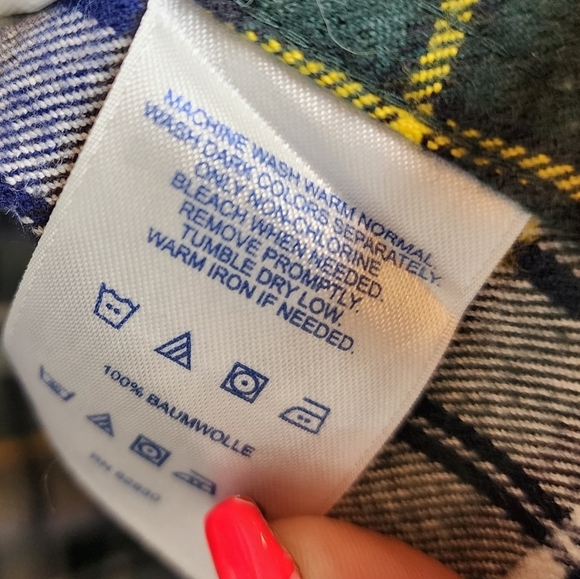 MACHINE WASH WARM NORMAL.
WASH DARK COLORS SEPARATELY.
ONLY NON-CHLORINE
BLEACH WHEN NEEDED.
REMOVE PROMPTLY.
TUMBLE DRY LOW.
WARM IRON IF NEEDED.
100% BAUMWOLLE
RN